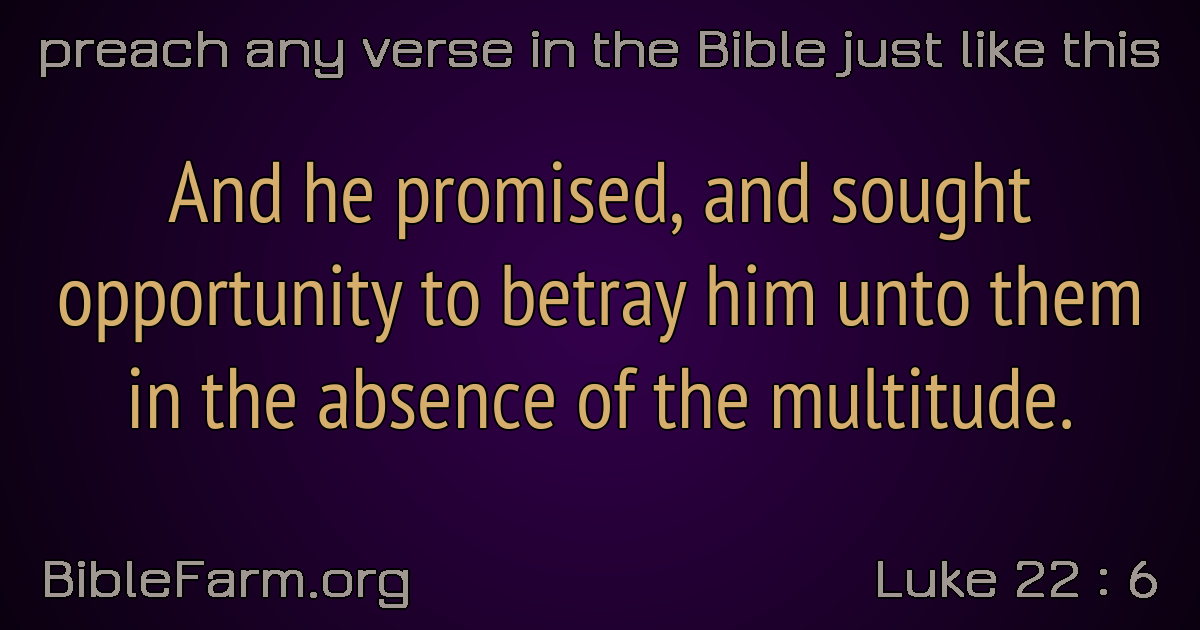 preach any verse in the Bible just like this
And he promised, and sought
opportunity to betray him unto them
in the absence of the multitude.
BibleFarm.org
Luke 22 : 6